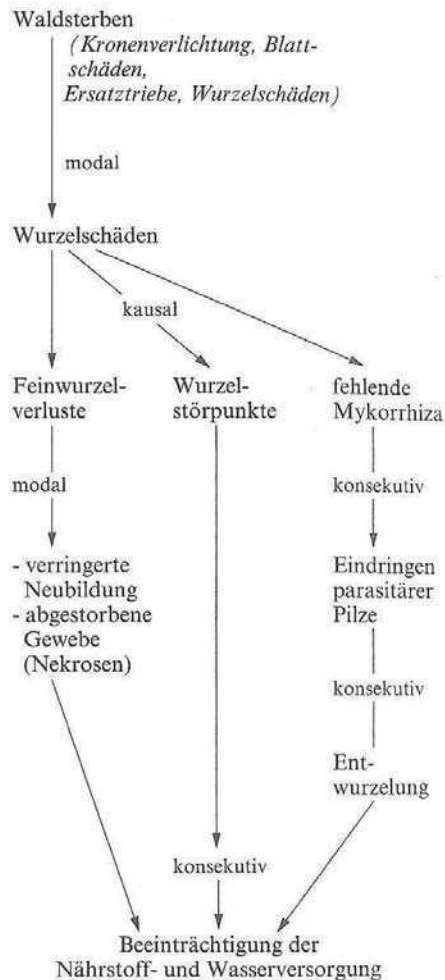 Waldsterben
(Kronenverlichtung, Blatt-
schäden,
Ersatztriebe, Wurzelschäden)
modal
Wurzelschäden
kausal
Feinwurzel-
verluste
Wurzel-
störpunkte
fehlende
Mykorrhiza
modal
konsekutiv
- verringerte
Neubildung
- abgestorbene
Gewebe
(Nekrosen)
Eindringen
parasitärer
Pilze
konsekutiv
Ent-
wurzelung
konsekutiv
Beeinträchtigung der
Nährstoff- und Wasserversorgung